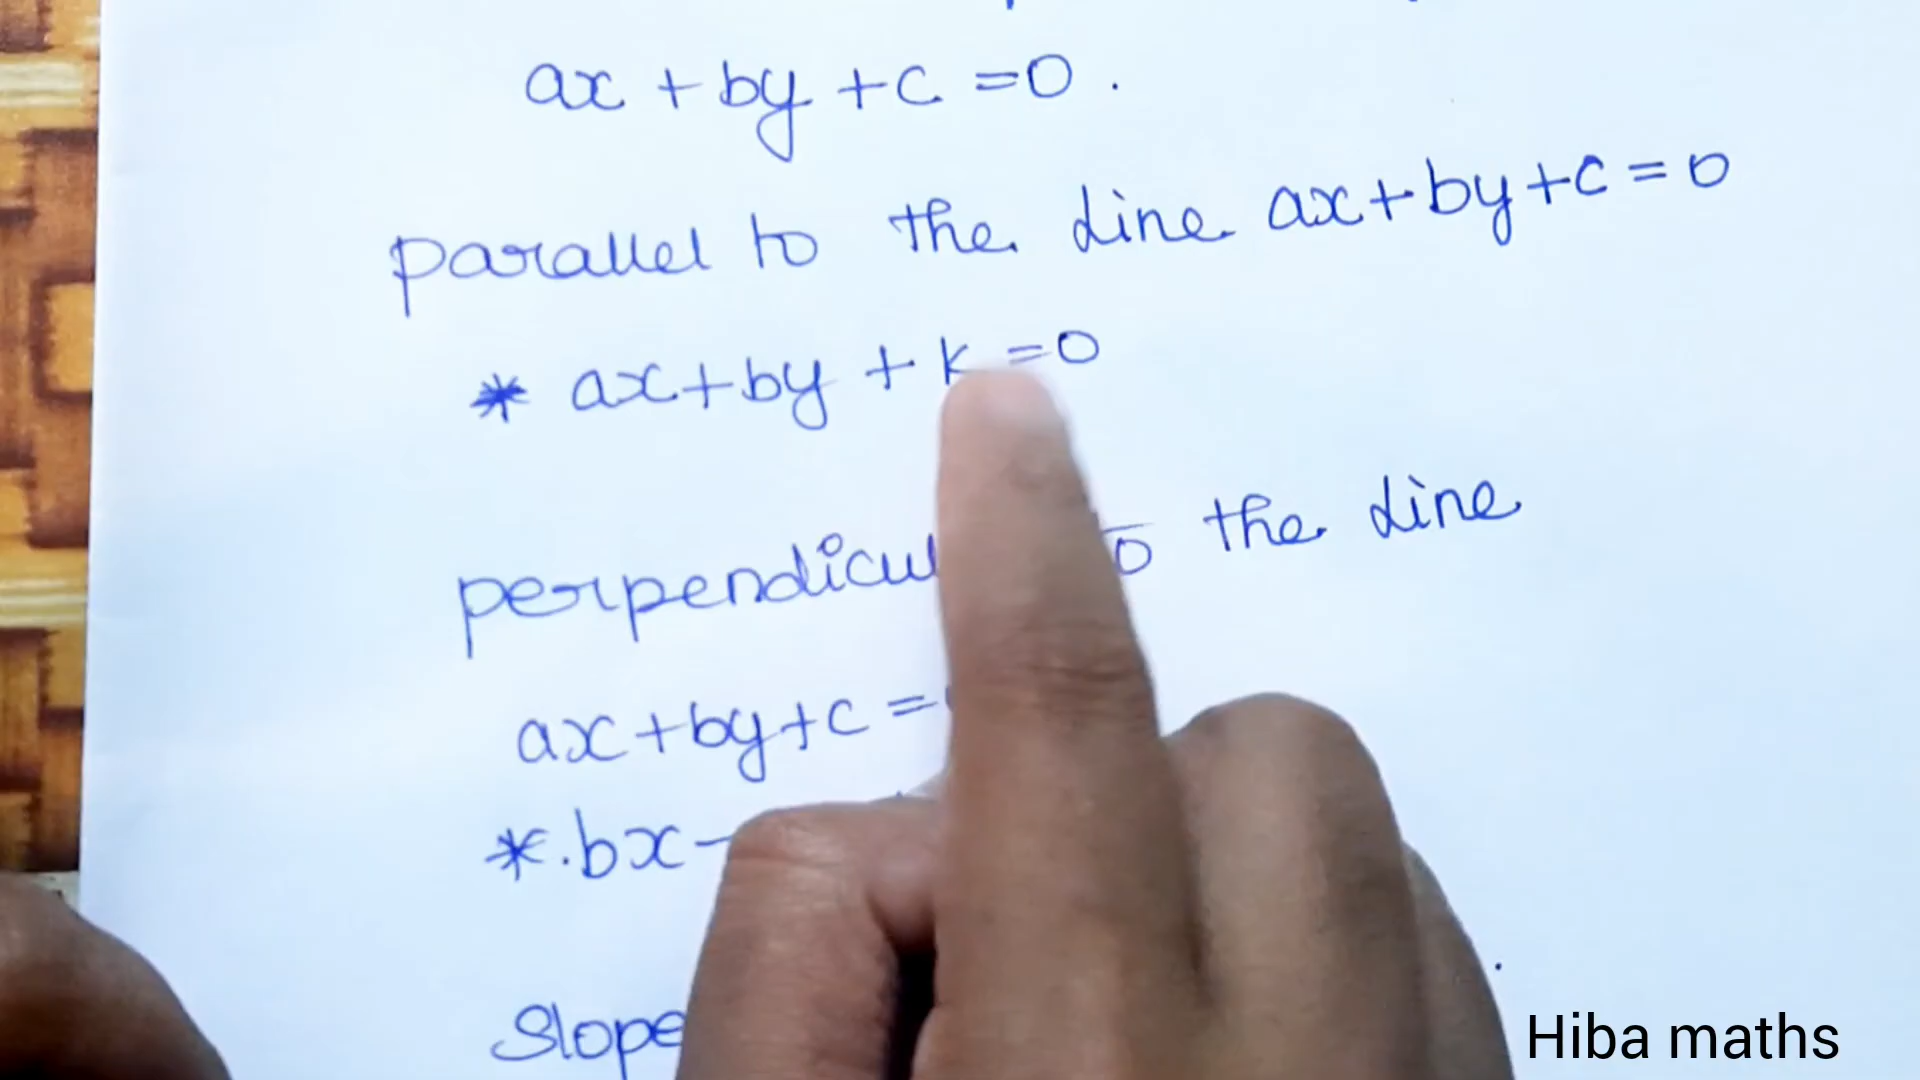 ax + by + c = 0.
parallel to the line ax+by+c=0
* ax+by + k =0
to the line
ax+by+c =
*.bx-
Slope
Hiba maths